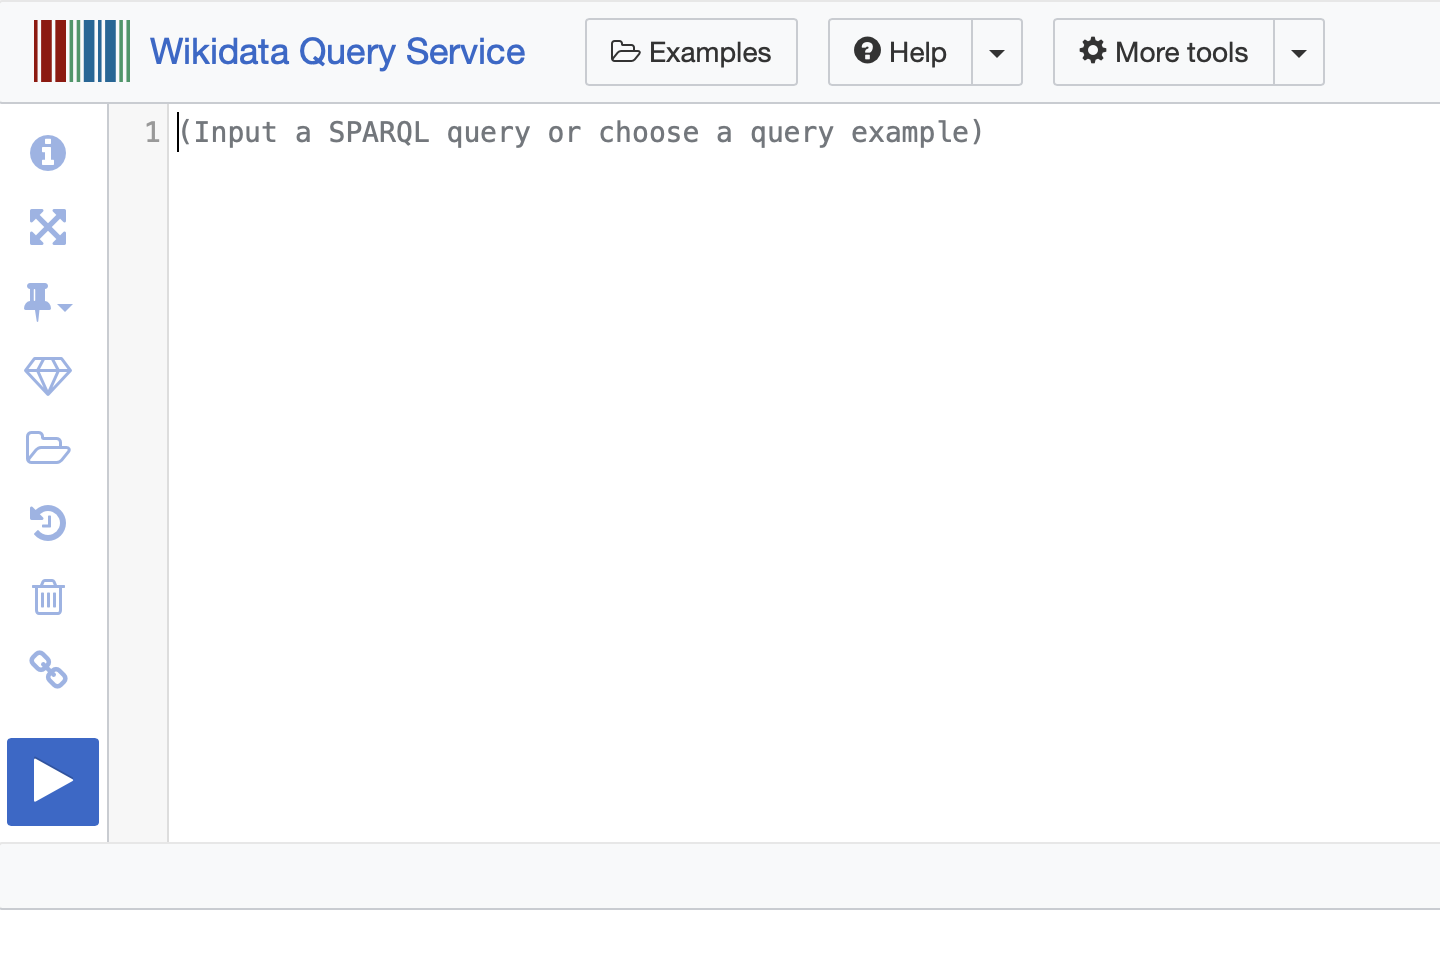 Wikidata Query Service
Examples
Help
More tools
1
(Input a SPARQL query or choose a query example)